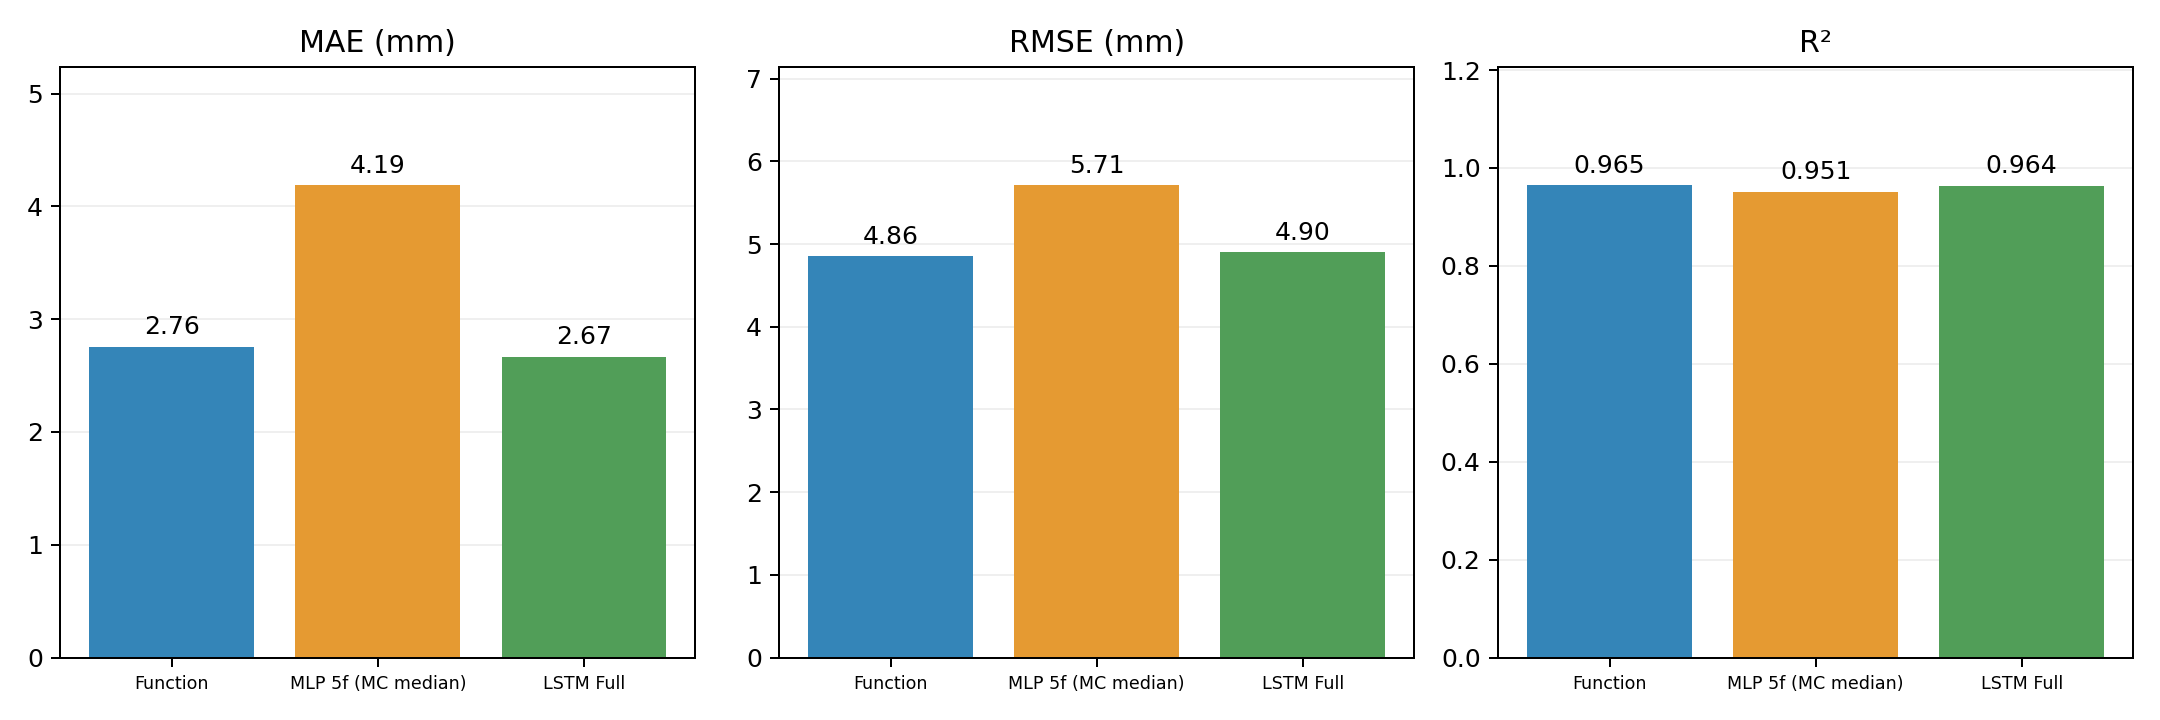 MAE (mm)
5
4
3
2
1
0
4.19
2.76
2.67
Function
MLP 5f (MC median)
LSTM Full
RMSE (mm)
7
6
5
4
3
2
1
0
5.71
4.86
4.90
Function
MLP 5f (MC median)
LSTM Full
R²
1.2
1.0
0.8
0.6
0.4
0.2
0.0
0.965
0.951
0.964
Function
MLP 5f (MC median)
LSTM Full